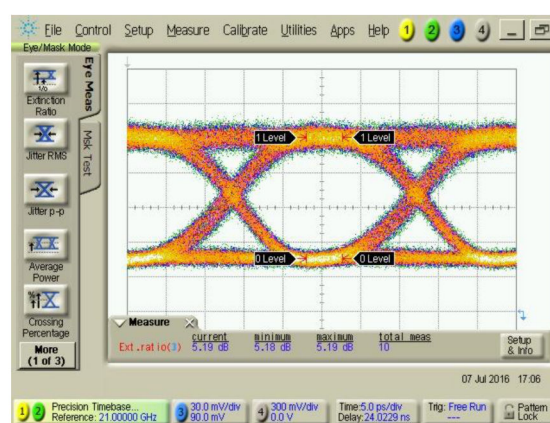 File Control Setup Measure Calibrate Utilities Apps Help 1 2 3 4
Eye/Mask Mode
Eye Meas
Msk Test
Extinction
Ratio
Jitter RMS
Jitter p-p
Average
Power
Crossing
Percentage
More
(1 of 3)
1 Level 1 Level
0 Level 0 Level
Measure
current minimum maximum total meas
Ext.ratio(3) 5.19 dB 5.18 dB 5.19 dB 10
Setup
& Info
07 Jul 2016 17:06
1 2 Precision Timebase...
Reference: 21.00000 GHz
3 30.0 mV/div
90.0 mV
4 300 mV/div
0.0 V
Time:5.0 ps/div
Delay:24.0229 ns
Trig: Free Run
---
Pattern
Lock